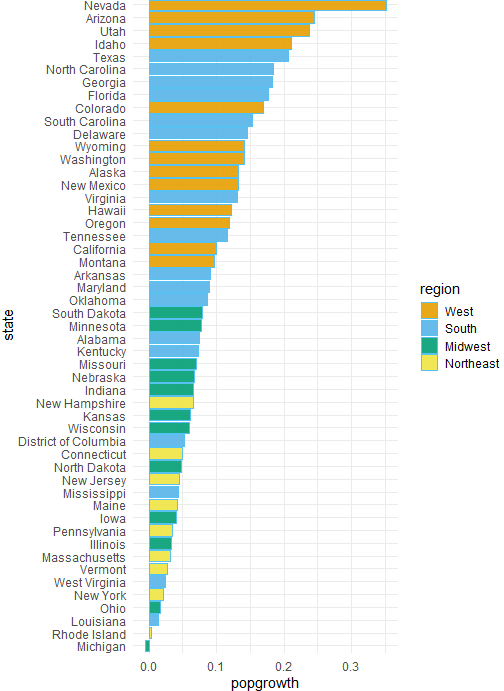 Nevada
Arizona
Utah
Idaho
Texas
North Carolina
Georgia
Florida
Colorado
South Carolina
Delaware
Wyoming
Washington
Alaska
New Mexico
Virginia
Hawaii
Oregon
Tennessee
California
Montana
Arkansas
Maryland
Oklahoma
South Dakota
Minnesota
Alabama
Kentucky
Missouri
Nebraska
Indiana
New Hampshire
Kansas
Wisconsin
District of Columbia
Connecticut
North Dakota
New Jersey
Mississippi
Maine
Iowa
Pennsylvania
Illinois
Massachusetts
Vermont
West Virginia
New York
Ohio
Louisiana
Rhode Island
Michigan
state
0.0 0.1 0.2 0.3
popgrowth
region
West
South
Midwest
Northeast